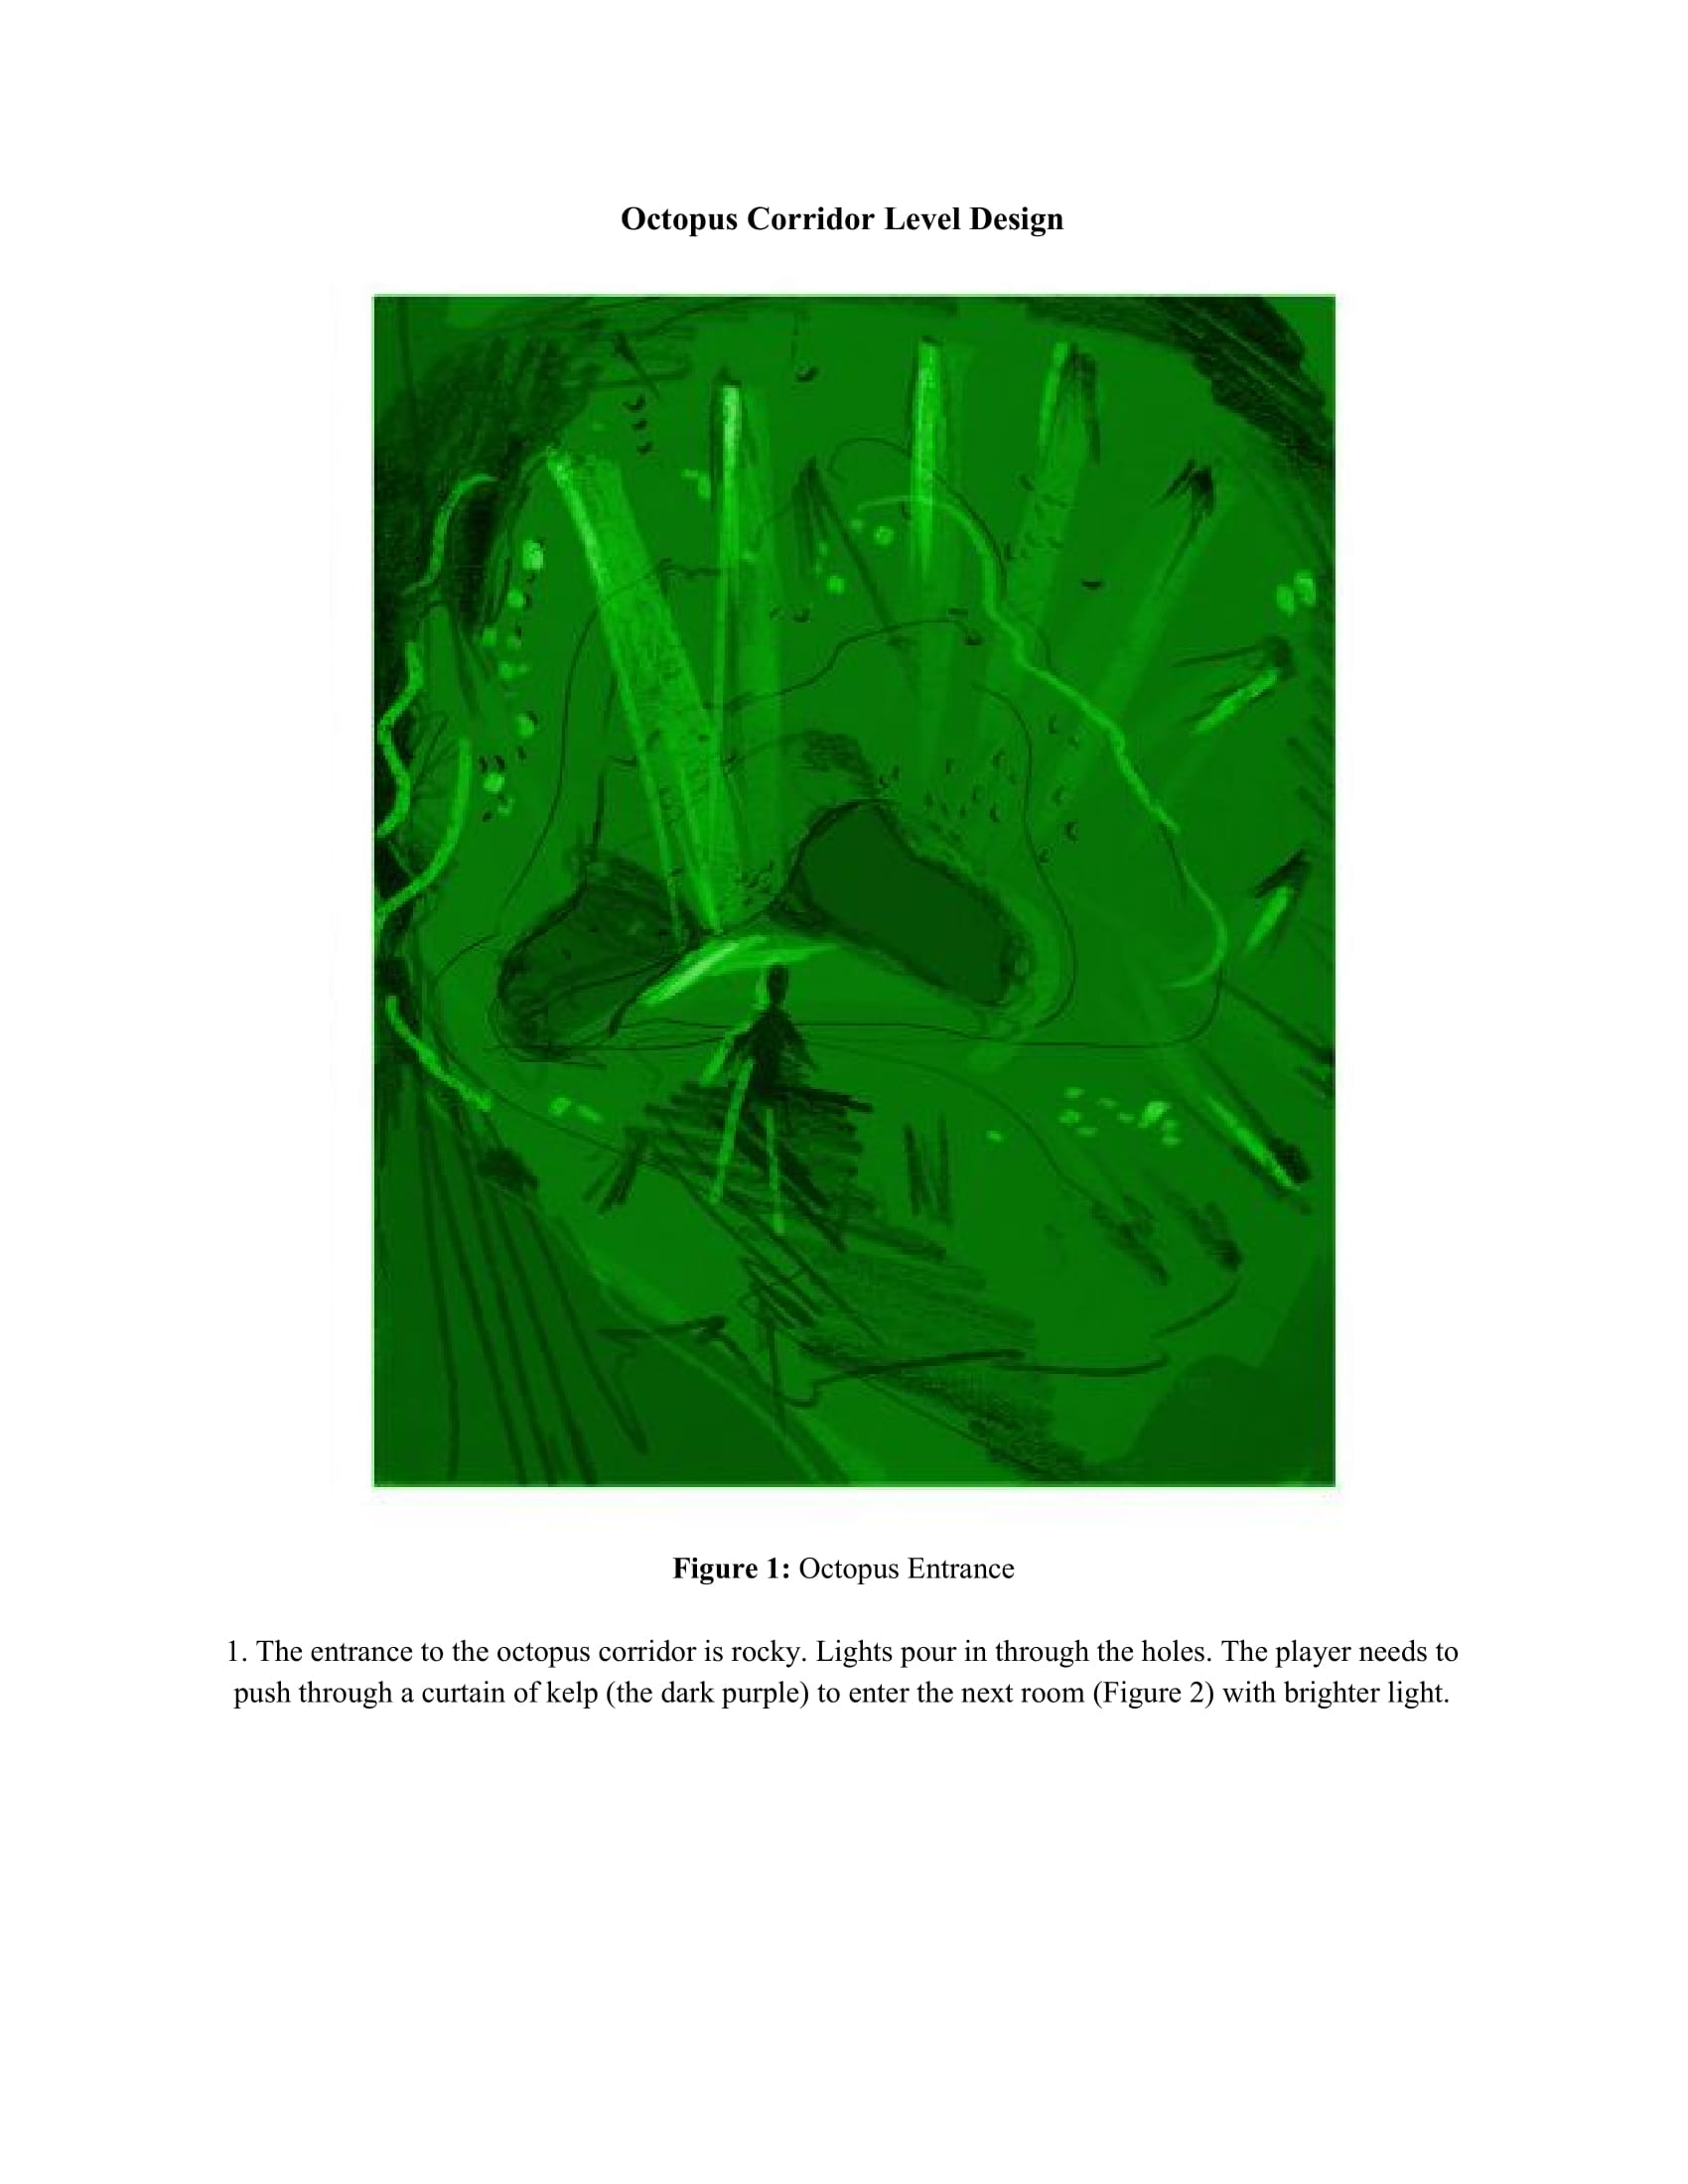 Octopus Corridor Level Design
Figure 1: Octopus Entrance
1. The entrance to the octopus corridor is rocky. Lights pour in through the holes. The player needs to
push through a curtain of kelp (the dark purple) to enter the next room (Figure 2) with brighter light.